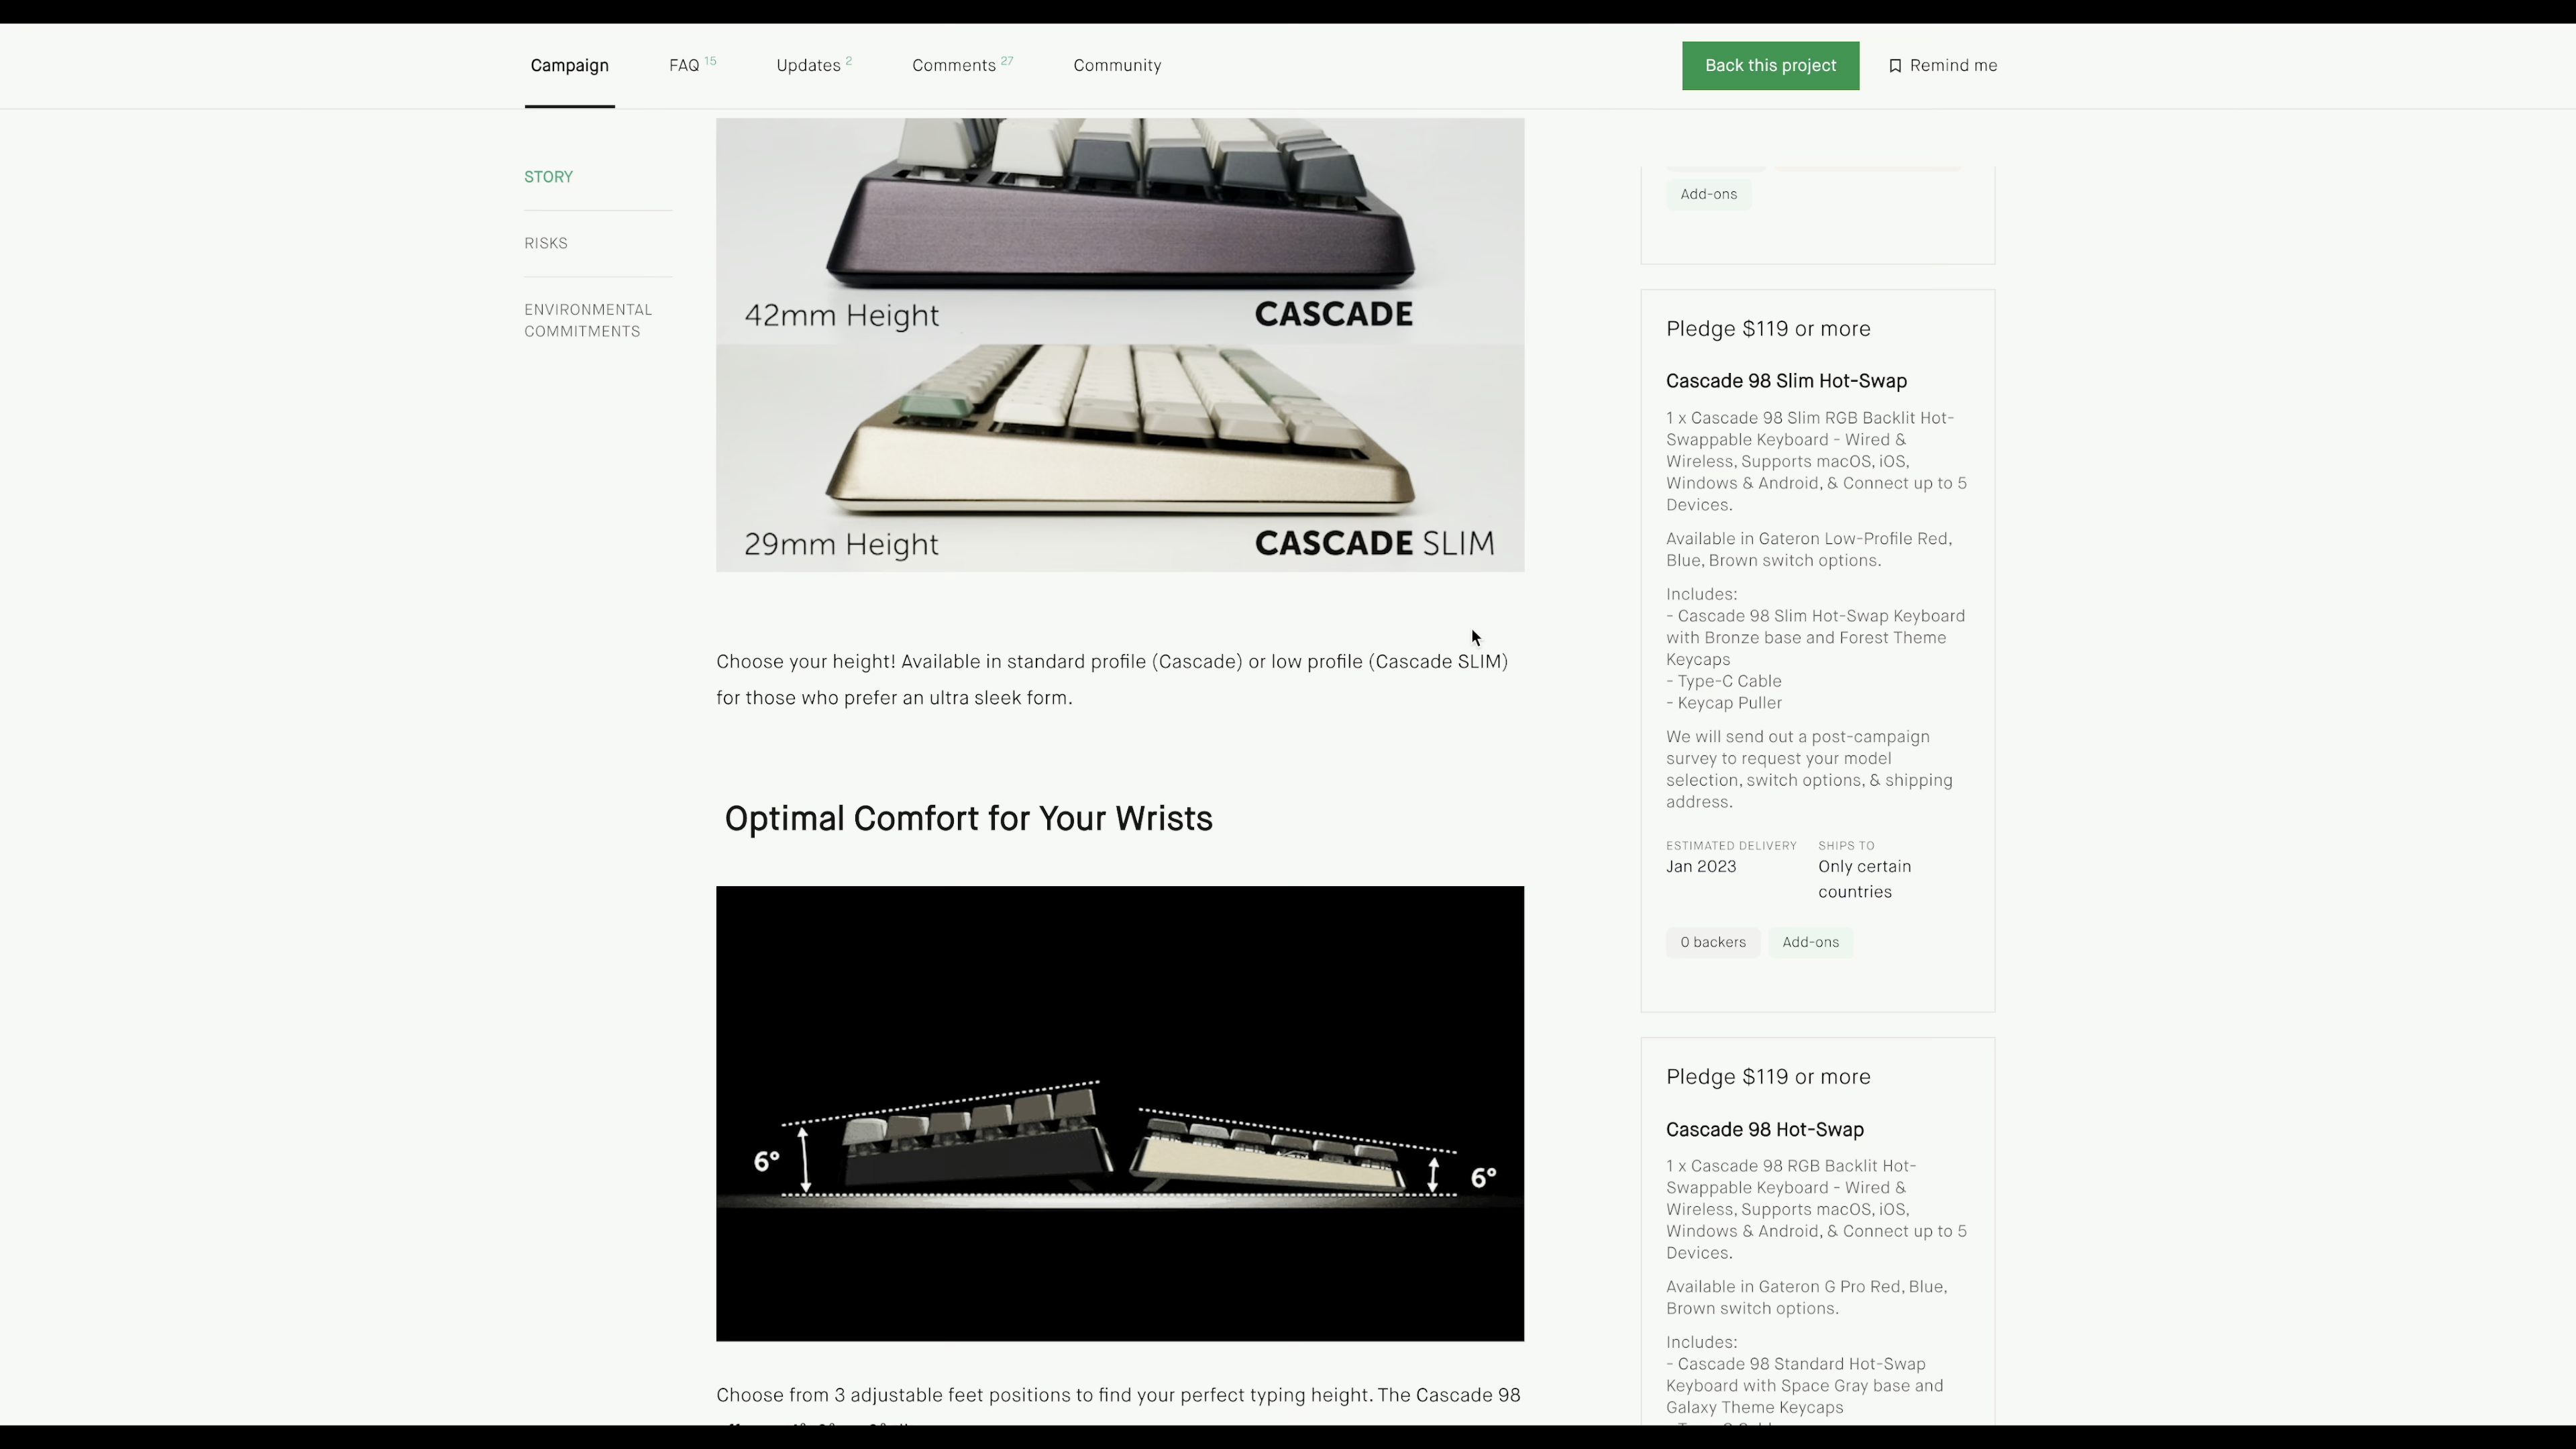 Campaign
FAQ 15
Updates 2
Comments 27
Community
Back this project
Remind me
STORY
RISKS
ENVIRONMENTAL
COMMITMENTS
42mm Height
CASCADE
29mm Height
CASCADE SLIM
Choose your height! Available in standard profile (Cascade) or low profile (Cascade SLIM)
for those who prefer an ultra sleek form.
Optimal Comfort for Your Wrists
6°
6°
Choose from 3 adjustable feet positions to find your perfect typing height. The Cascade 98
Add-ons
Pledge $119 or more
Cascade 98 Slim Hot-Swap
1 x Cascade 98 Slim RGB Backlit Hot-
Swappable Keyboard - Wired &
Wireless, Supports macOS, iOS,
Windows & Android, & Connect up to 5
Devices.
Available in Gateron Low-Profile Red,
Blue, Brown switch options.
Includes:
- Cascade 98 Slim Hot-Swap Keyboard
with Bronze base and Forest Theme
Keycaps
- Type-C Cable
- Keycap Puller
We will send out a post-campaign
survey to request your model
selection, switch options, & shipping
address.
ESTIMATED DELIVERY
Jan 2023
SHIPS TO
Only certain
countries
0 backers
Add-ons
Pledge $119 or more
Cascade 98 Hot-Swap
1 x Cascade 98 RGB Backlit Hot-
Swappable Keyboard - Wired &
Wireless, Supports macOS, iOS,
Windows & Android, & Connect up to 5
Devices.
Available in Gateron G Pro Red, Blue,
Brown switch options.
Includes:
- Cascade 98 Standard Hot-Swap
Keyboard with Space Gray base and
Galaxy Theme Keycaps